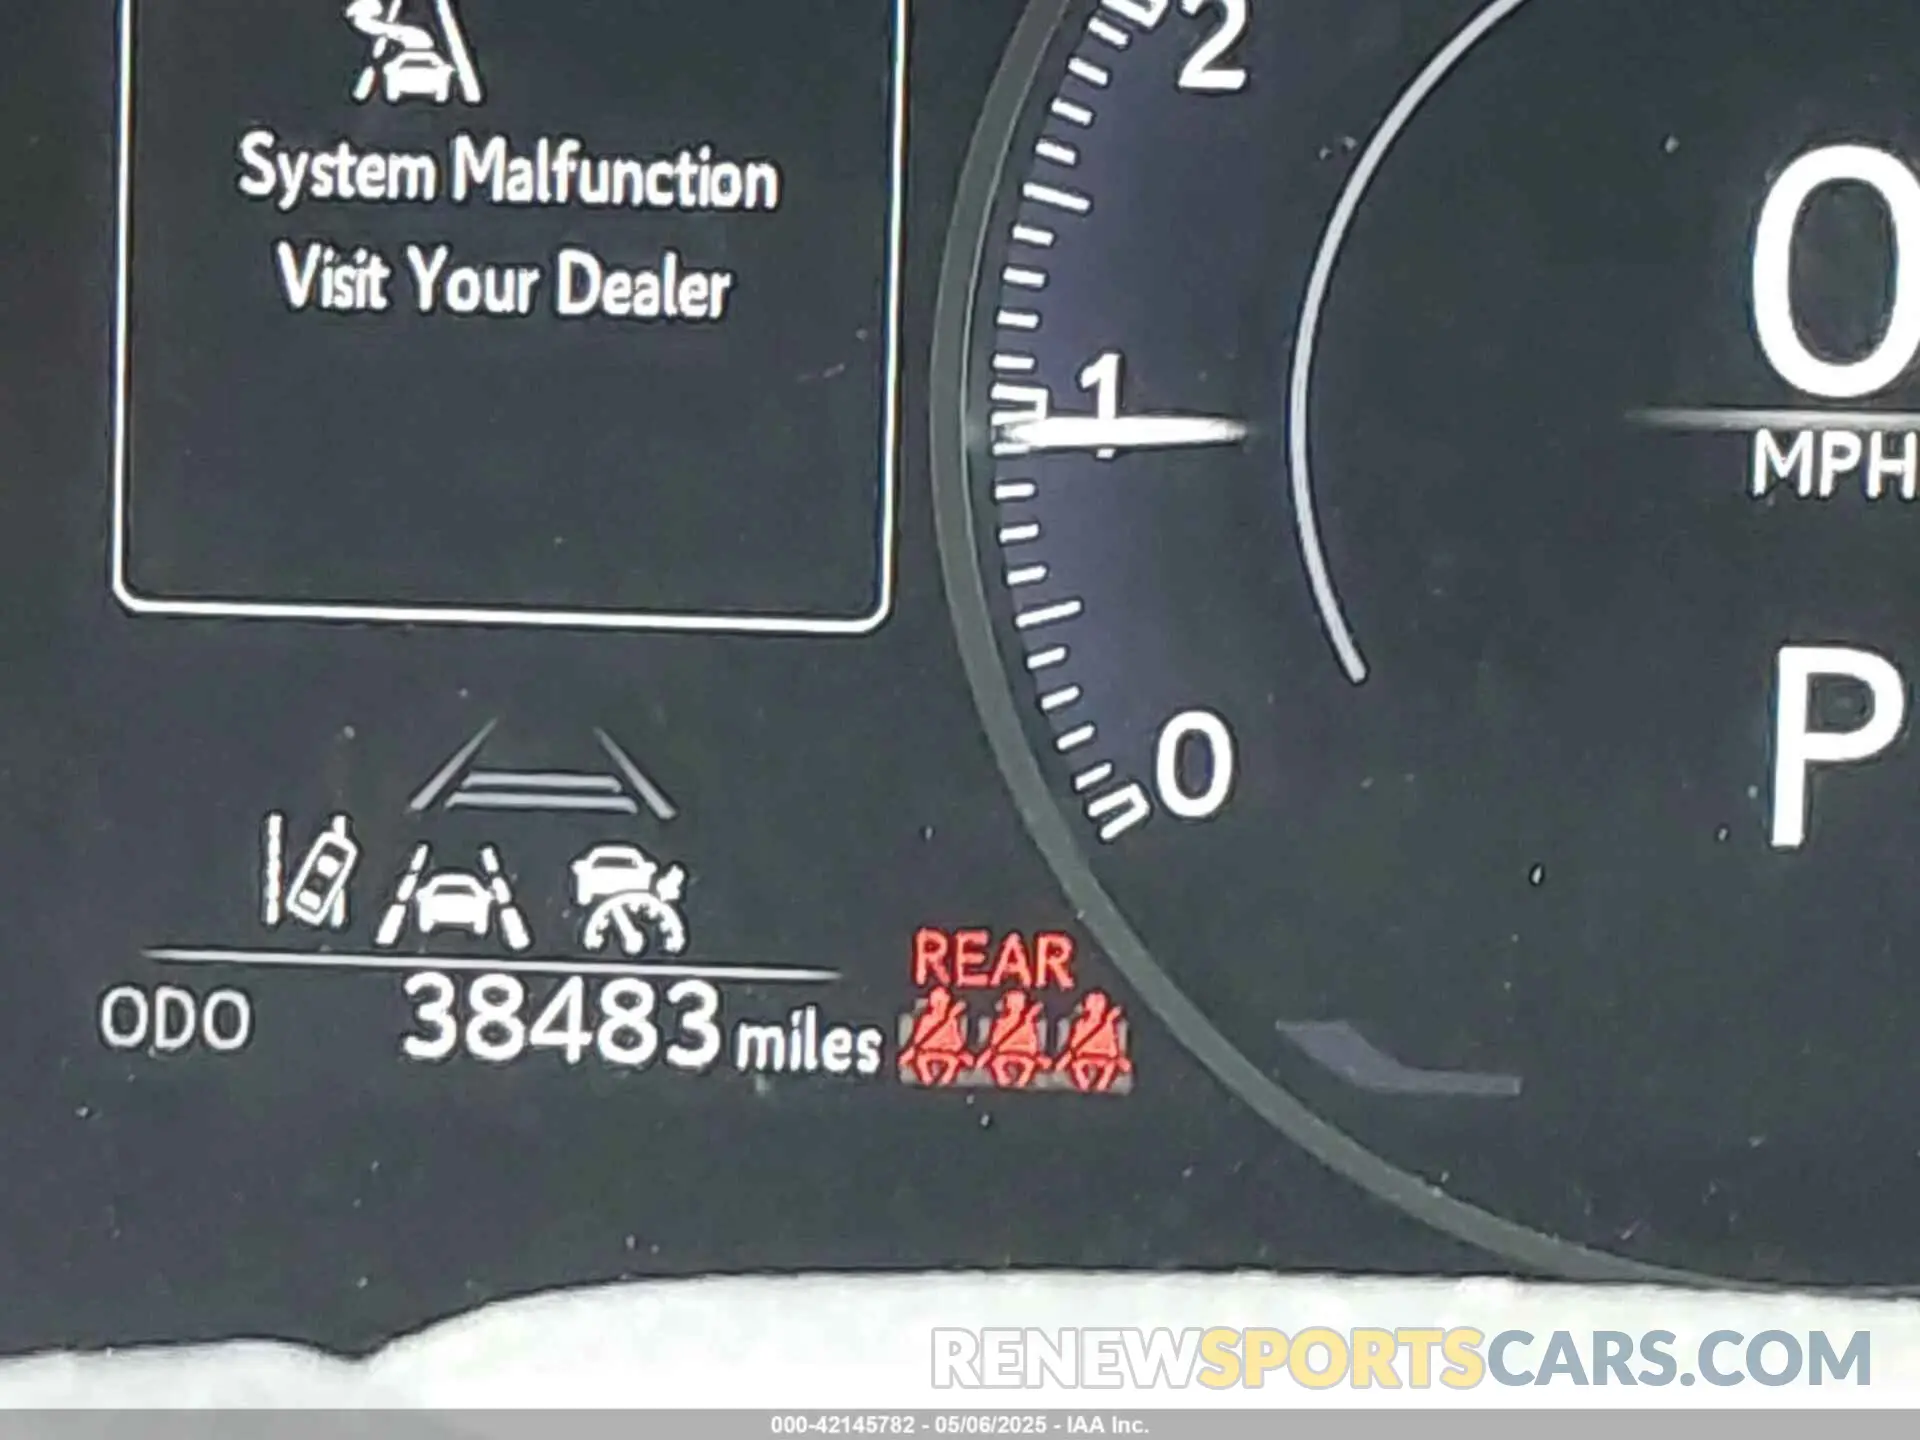 System Malfunction
Visit Your Dealer
2
1
0
0
MPH
P
ODO 38483 miles
REAR
RENEWSPORTSCARS.COM
000-42145782 - 05/06/2025 - IAA Inc.